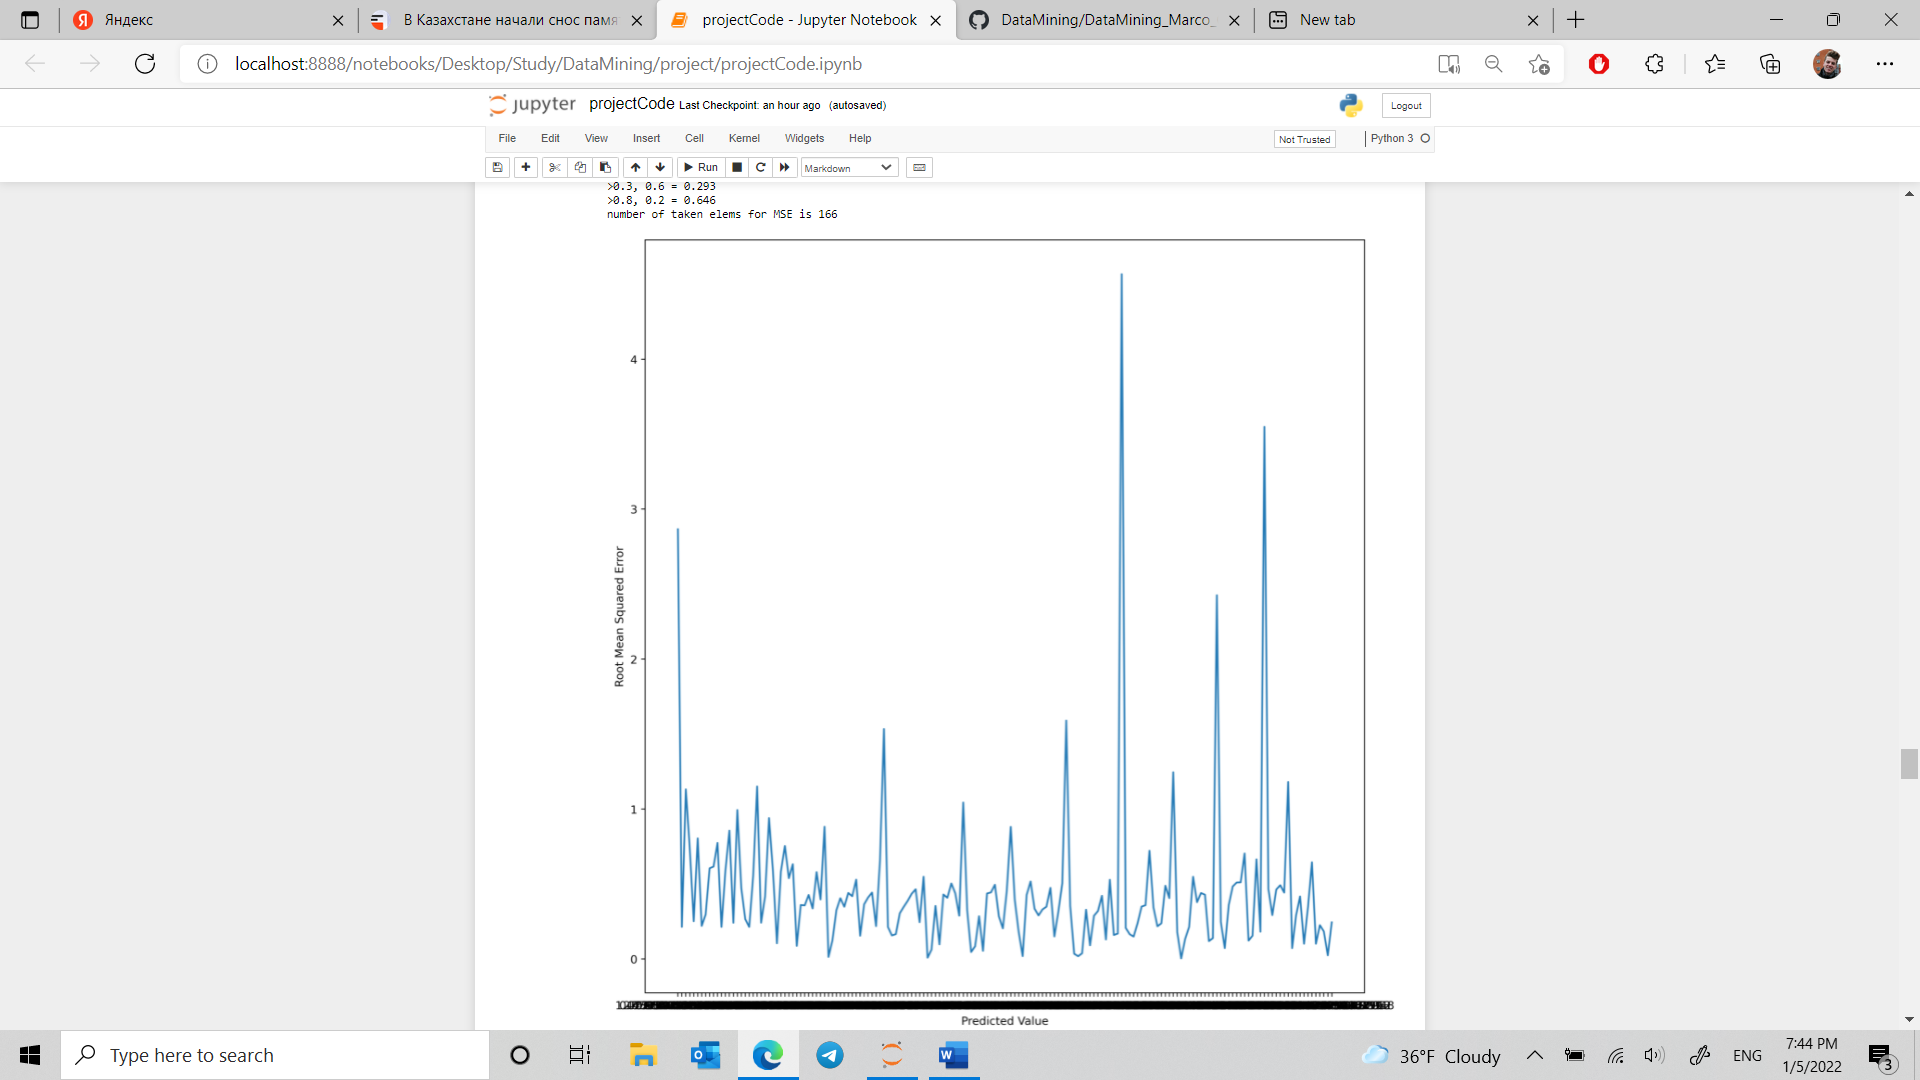 Яндекс
В Казахстане начали снос памя
projectCode - Jupyter Notebook
DataMining/DataMining_Marco_
New tab
localhost:8888/notebooks/Desktop/Study/DataMining/project/projectCode.ipynb
jupyter projectCode Last Checkpoint: an hour ago (autosaved)
Logout
File Edit View Insert Cell Kernel Widgets Help
Not Trusted
Python 3
Run
Markdown
>0.3, 0.6 = 0.293
>0.8, 0.2 = 0.646
number of taken elems for MSE is 166
4
3
2
1
0
Root Mean Squared Error
Predicted Value
Type here to search
36°F Cloudy
ENG
7:44 PM
1/5/2022
3